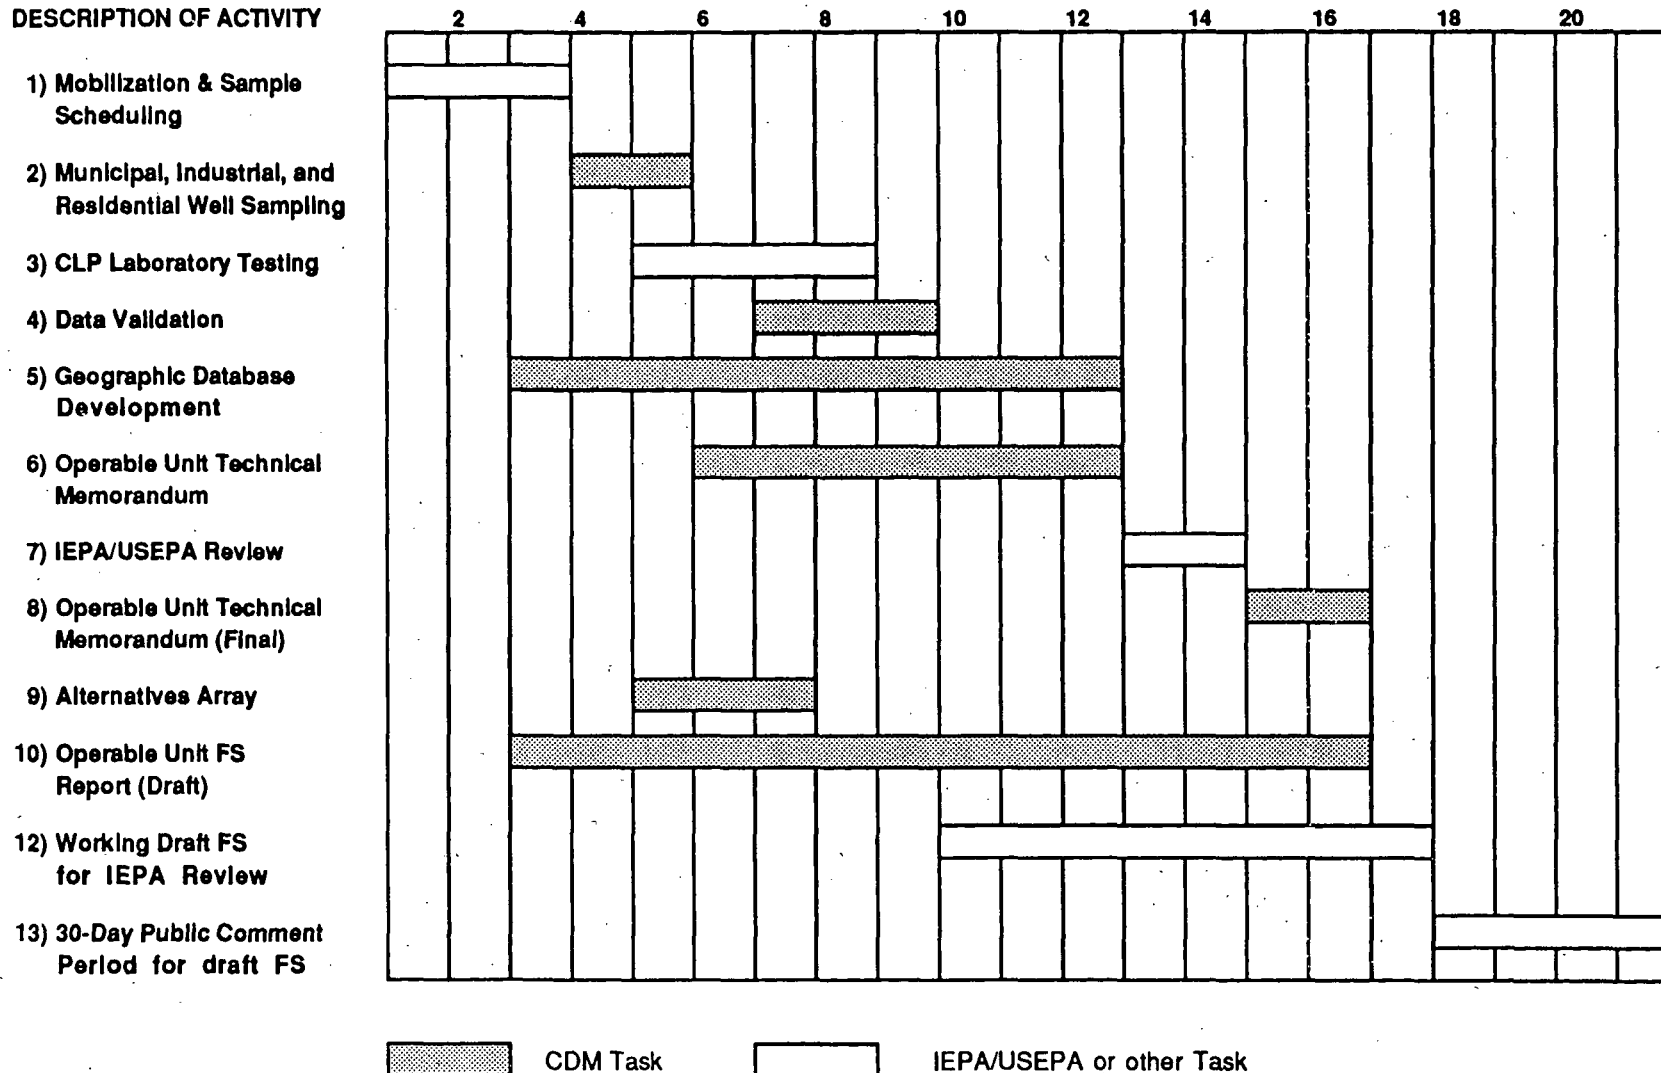 DESCRIPTION OF ACTIVITY 2 4 6 8 10 12 14 16 18 20
1) Mobilization & Sample
Scheduling
2) Municipal, Industrial, and
Residential Well Sampling
3) CLP Laboratory Testing
4) Data Validation
5) Geographic Database
Development
6) Operable Unit Technical
Memorandum
7) IEPA/USEPA Review
8) Operable Unit Technical
Memorandum (Final)
9) Alternatives Array
10) Operable Unit FS
Report (Draft)
12) Working Draft FS
for IEPA Review
13) 30-Day Public Comment
Period for draft FS
CDM Task IEPA/USEPA or other Task